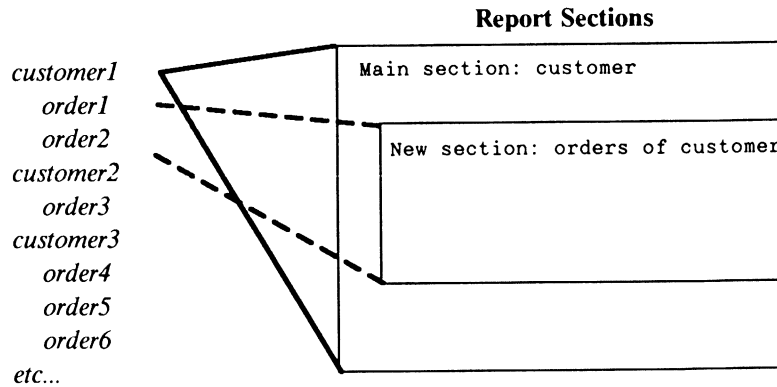 Report Sections
customer1
order1
order2
customer2
order3
customer3
order4
order5
order6
etc...
Main section: customer
New section: orders of customer